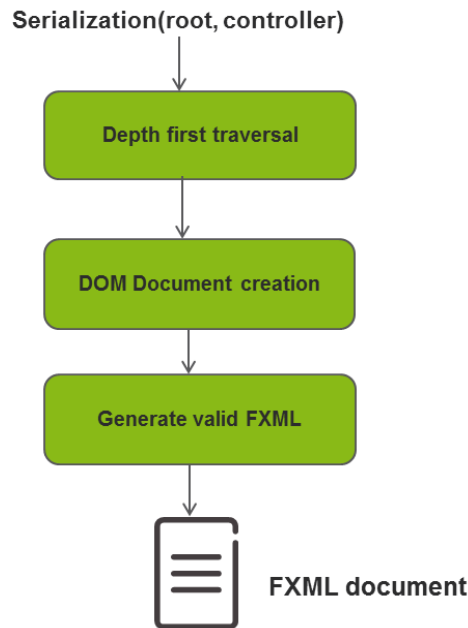 Serialization(root, controller)
Depth first traversal
DOM Document creation
Generate valid FXML
FXML document